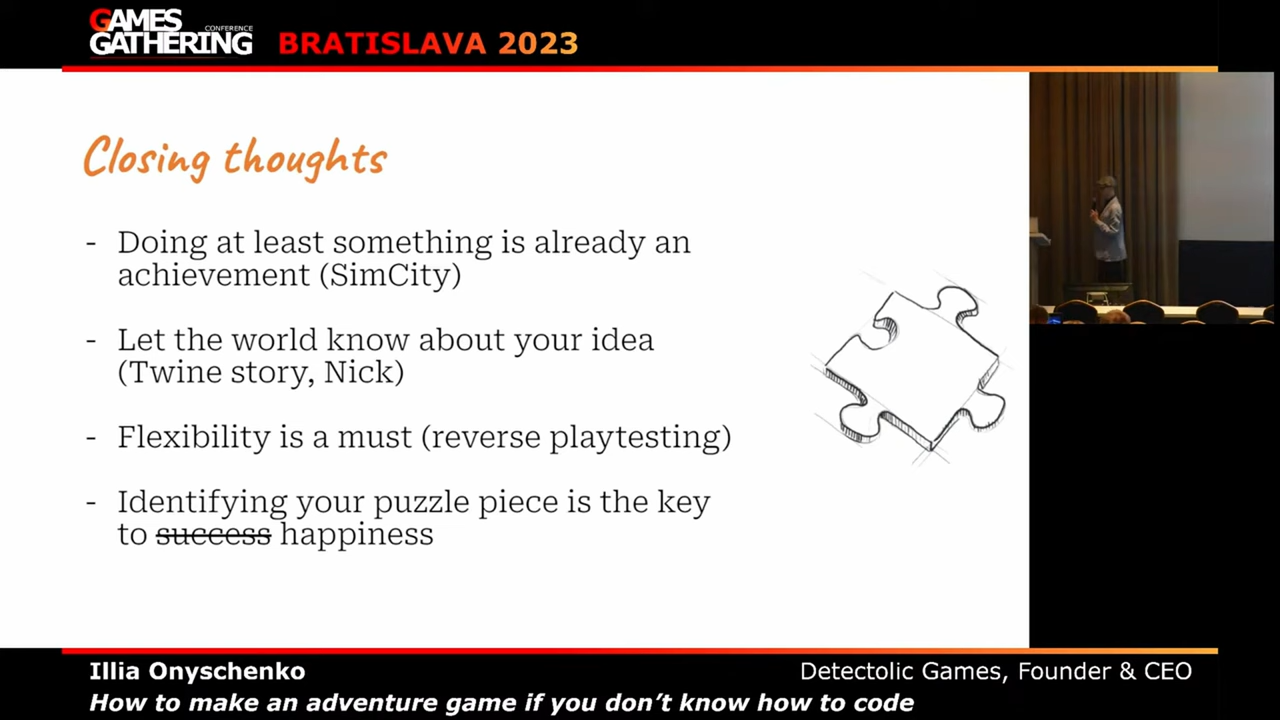 GAMES
CONFERENCE
GATHERING
BRATISLAVA 2023
Closing thoughts
- Doing at least something is already an
achievement (SimCity)
- Let the world know about your idea
(Twine story, Nick)
- Flexibility is a must (reverse playtesting)
- Identifying your puzzle piece is the key
to success happiness
Illia Onyschenko
Detectolic Games, Founder & CEO
How to make an adventure game if you don’t know how to code